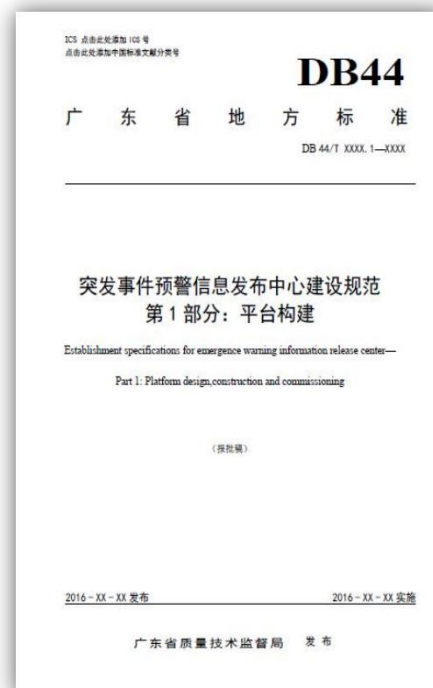 ICS 点击此处添加 ICS 号
点击此处添加中国标准文献分类号
DB44
广东省地方标准
DB 44/T XXXX.1—XXXX
突发事件预警信息发布中心建设规范
第 1 部分：平台构建
Establishment specifications for emergence warning information release center—
Part 1: Platform design,construction and commissioning
（报批稿）
2016－XX－XX 发布
2016－XX－XX 实施
广东省质量技术监督局 发布